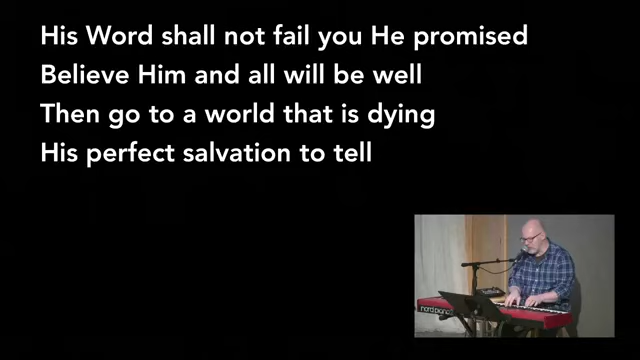 His Word shall not fail you He promised
Believe Him and all will be well
Then go to a world that is dying
His perfect salvation to tell
nord piano